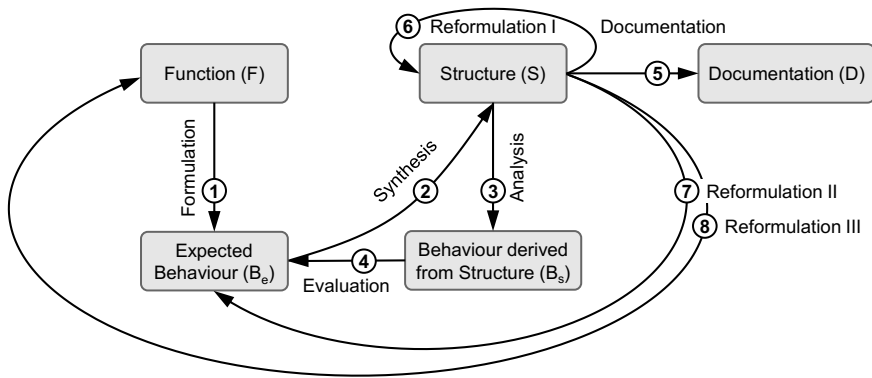 6 Reformulation I Documentation
Function (F)
Structure (S)
5
Documentation (D)
Formulation
1
Synthesis
2
3
Analysis
7 Reformulation II
8 Reformulation III
Expected
Behaviour (Bₑ)
4
Evaluation
Behaviour derived
from Structure (Bₛ)